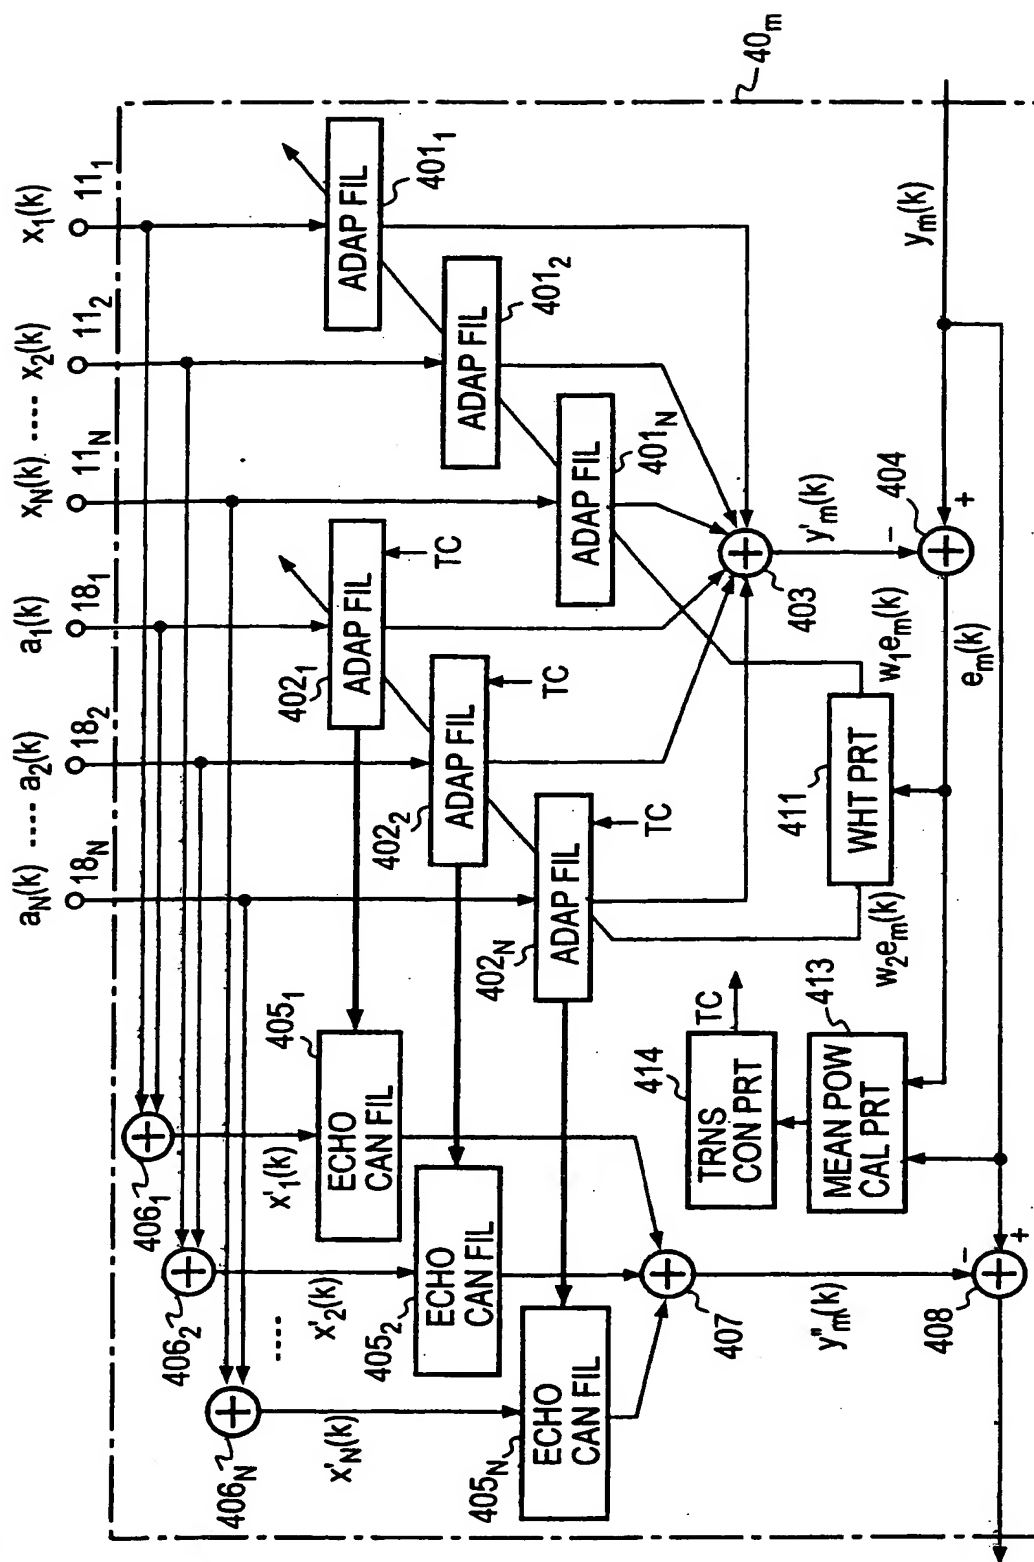 x₁(k)
11₁
x₂(k)
11₂
····
xN(k)
11N
a₁(k)
18₁
a₂(k)
18₂
····
aN(k)
18N
40m
ADAP FIL
401₁
ADAP FIL
401₂
ADAP FIL
401N
ADAP FIL
402₁
TC
ADAP FIL
402₂
TC
ADAP FIL
402N
TC
406₁
x'₁(k)
406₂
x'₂(k)
····
406N
x'N(k)
ECHO
CAN FIL
405₁
ECHO
CAN FIL
405₂
ECHO
CAN FIL
405N
403
y'm(k)
-
404
+
ym(k)
em(k)
w₁em(k)
WHT PRT
411
w₂em(k)
TC
TRNS
CON PRT
414
MEAN POW
CAL PRT
413
407
y"m(k)
-
+
408